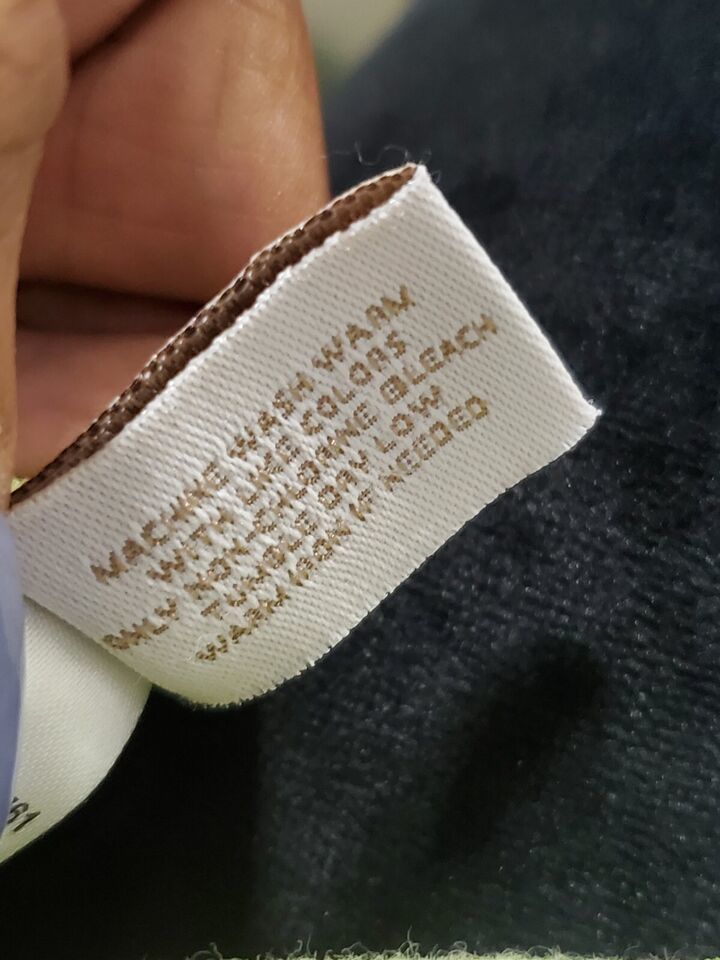 MACHINE WASH WARM
WITH LIKE COLORS
ONLY NON-CHLORINE BLEACH
TUMBLE DRY LOW
WARM IRON IF NEEDED